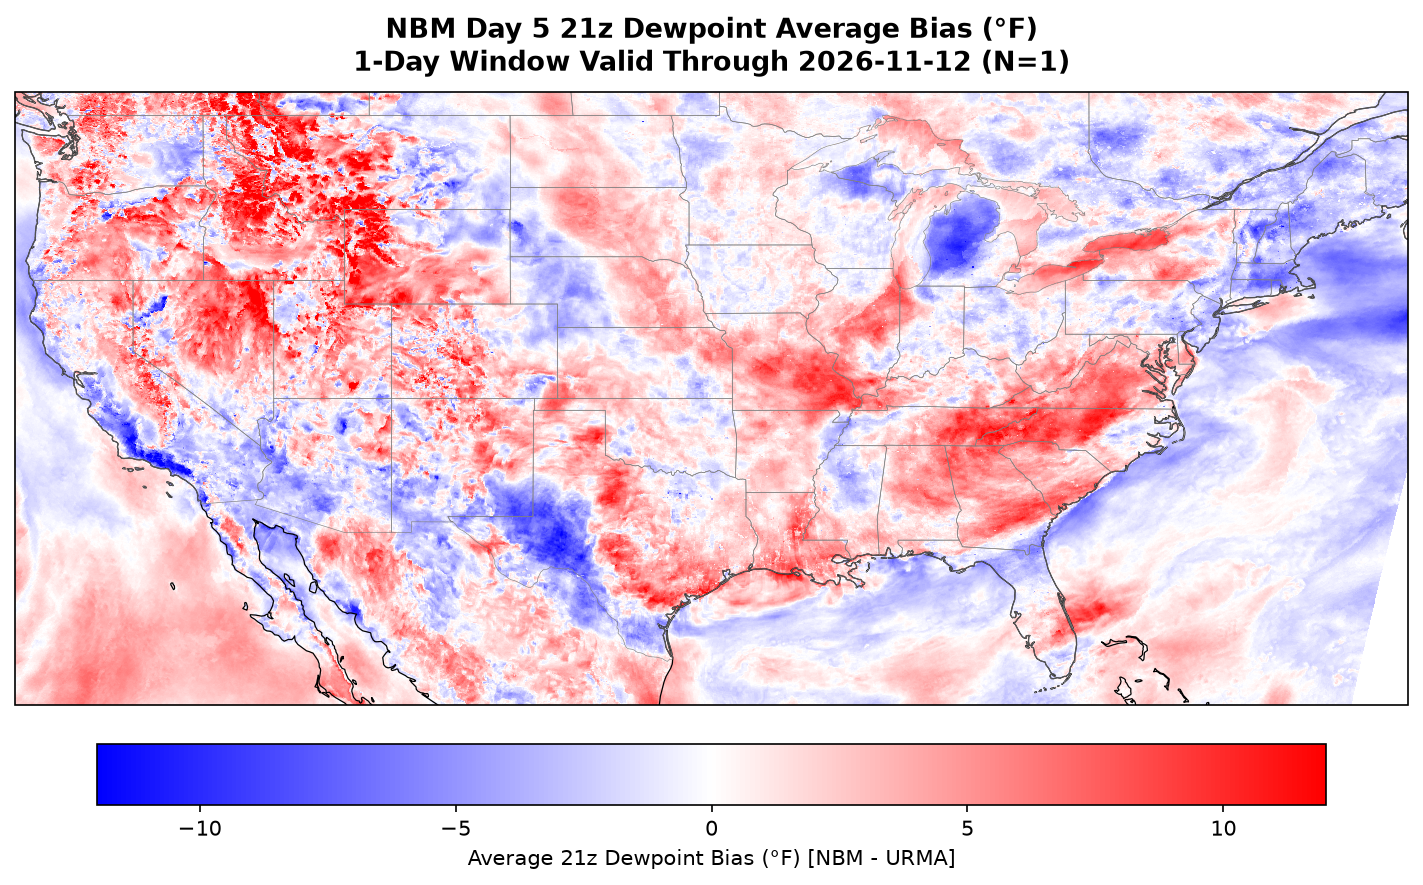 NBM Day 5 21z Dewpoint Average Bias (°F)
1-Day Window Valid Through 2026-11-12 (N=1)
−10 −5 0 5 10
Average 21z Dewpoint Bias (°F) [NBM - URMA]